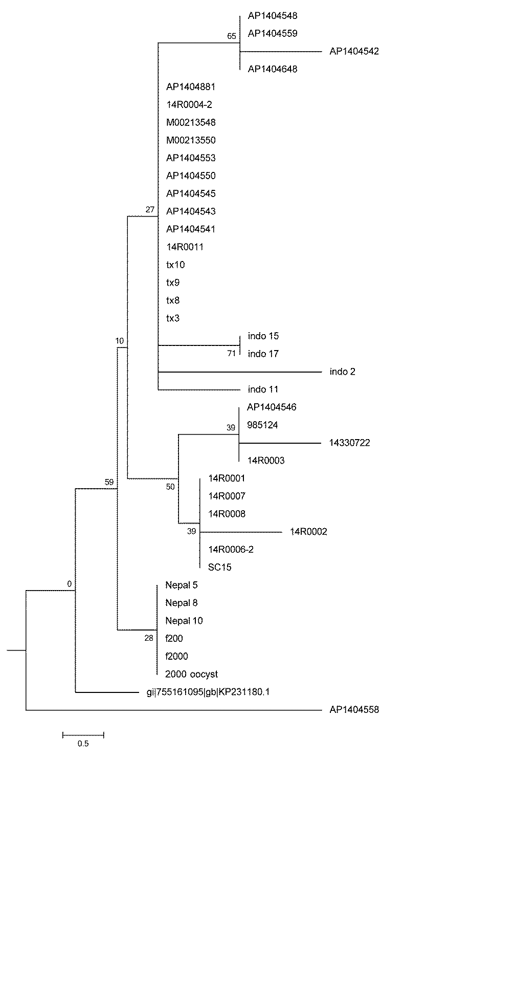 AP1404548
AP1404559
65
AP1404542
AP1404648
AP1404881
14R0004-2
M00213548
M00213550
AP1404553
AP1404550
AP1404545
27
AP1404543
AP1404541
14R0011
tx10
tx9
tx8
tx3
indo 15
10
71
indo 17
indo 2
indo 11
AP1404546
985124
39
14330722
14R0003
14R0001
59
50
14R0007
14R0008
39
14R0002
14R0006-2
SC15
0
Nepal 5
Nepal 8
Nepal 10
28
f200
f2000
2000 oocyst
gi|755161095|gb|KP231180.1
AP1404558
0.5